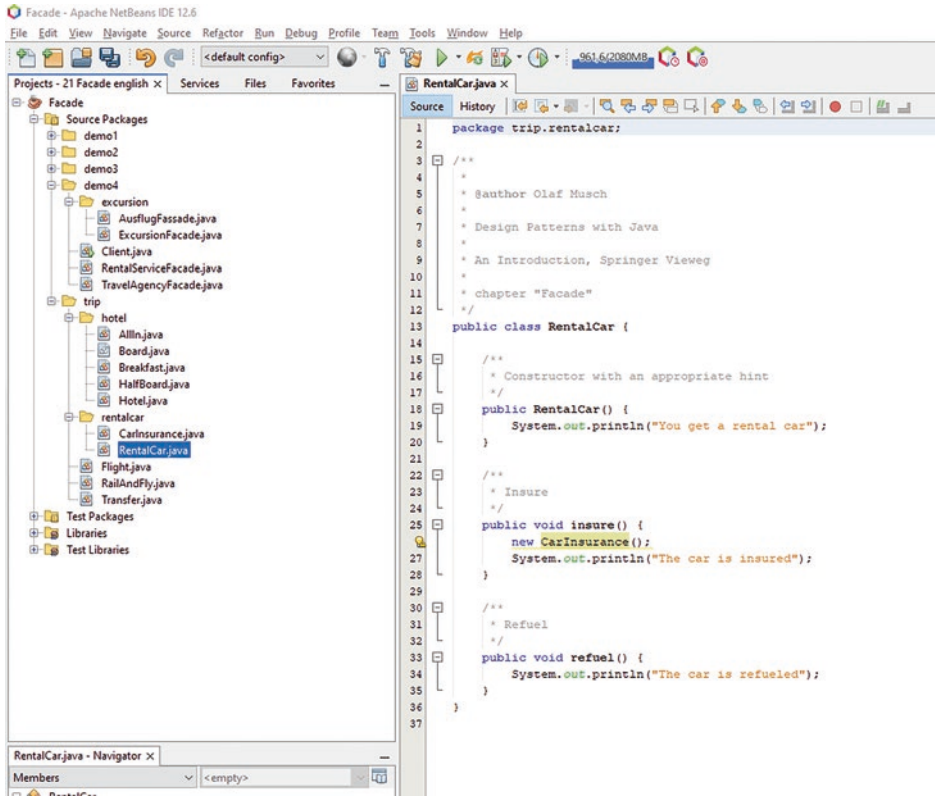 Facade - Apache NetBeans IDE 12.6
File Edit View Navigate Source Refactor Run Debug Profile Team Tools Window Help
<default config> 961,6/2080MB
Projects - 21 Facade english × Services Files Favorites
Facade
Source Packages
demo1
demo2
demo3
demo4
excursion
AusflugFassade.java
ExcursionFacade.java
Client.java
RentalServiceFacade.java
TravelAgencyFacade.java
trip
hotel
AllIn.java
Board.java
Breakfast.java
HalfBoard.java
Hotel.java
rentalcar
CarInsurance.java
RentalCar.java
Flight.java
RailAndFly.java
Transfer.java
Test Packages
Libraries
Test Libraries
RentalCar.java - Navigator ×
Members <empty>
RentalCar
RentalCar.java ×
Source History
1 package trip.rentalcar;
2
3 /**
4 *
5 * @author Olaf Musch
6 *
7 * Design Patterns with Java
8 *
9 * An Introduction, Springer Vieweg
10 *
11 * chapter "Facade"
12 */
13 public class RentalCar {
14
15 /**
16 * Constructor with an appropriate hint
17 */
18 public RentalCar() {
19 System.out.println("You get a rental car");
20 }
21
22 /**
23 * Insure
24 */
25 public void insure() {
new CarInsurance();
27 System.out.println("The car is insured");
28 }
29
30 /**
31 * Refuel
32 */
33 public void refuel() {
34 System.out.println("The car is refueled");
35 }
36 }
37